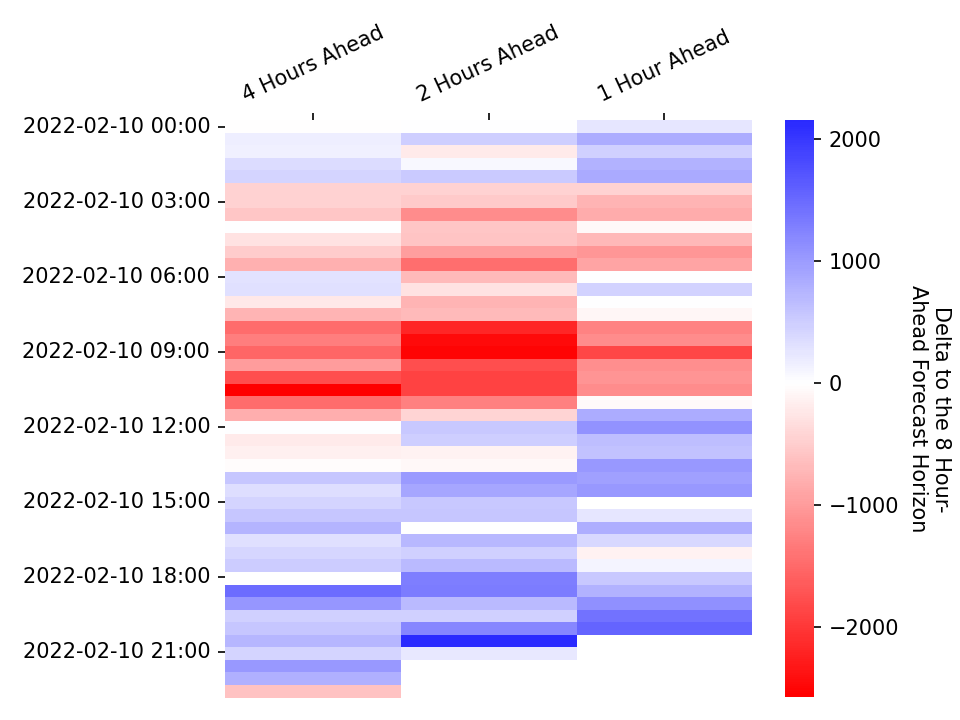 4 Hours Ahead
2 Hours Ahead
1 Hour Ahead
2022-02-10 00:00
2022-02-10 03:00
2022-02-10 06:00
2022-02-10 09:00
2022-02-10 12:00
2022-02-10 15:00
2022-02-10 18:00
2022-02-10 21:00
2000
1000
0
−1000
−2000
Delta to the 8 Hour-
Ahead Forecast Horizon